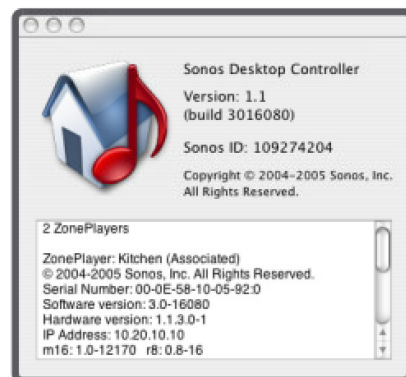 Sonos Desktop Controller
Version: 1.1
(build 3016080)
Sonos ID: 109274204
Copyright © 2004-2005 Sonos, Inc.
All Rights Reserved.
2 ZonePlayers
ZonePlayer: Kitchen (Associated)
© 2004-2005 Sonos, Inc. All Rights Reserved.
Serial Number: 00-0E-58-10-05-92:0
Software version: 3.0-16080
Hardware version: 1.1.3.0-1
IP Address: 10.20.10.10
m16: 1.0-12170 r8: 0.8-16